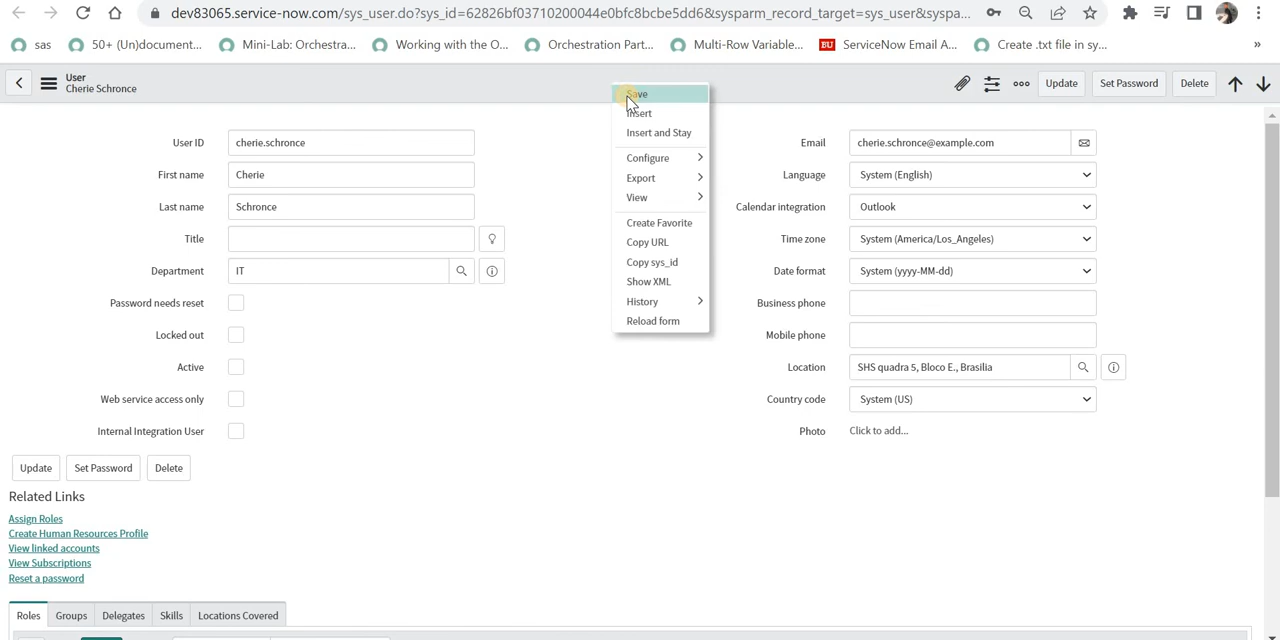 dev83065.service-now.com/sys_user.do?sys_id=62826bf03710200044e0bfc8bcbe5dd6&sysparm_record_target=sys_user&syspa...
sas
50+ (Un)document...
Mini-Lab: Orchestra...
Working with the O...
Orchestration Part...
Multi-Row Variable...
BU
ServiceNow Email A...
Create .txt file in sy...
»
User
Cherie Schronce
Update
Set Password
Delete
Save
Insert
Insert and Stay
Configure
Export
View
Create Favorite
Copy URL
Copy sys_id
Show XML
History
Reload form
User ID
cherie.schronce
First name
Cherie
Last name
Schronce
Title
Department
IT
Password needs reset
Locked out
Active
Web service access only
Internal Integration User
Email
cherie.schronce@example.com
Language
System (English)
Calendar integration
Outlook
Time zone
System (America/Los_Angeles)
Date format
System (yyyy-MM-dd)
Business phone
Mobile phone
Location
SHS quadra 5, Bloco E., Brasilia
Country code
System (US)
Photo
Click to add...
Update
Set Password
Delete
Related Links
Assign Roles
Create Human Resources Profile
View linked accounts
View Subscriptions
Reset a password
Roles
Groups
Delegates
Skills
Locations Covered